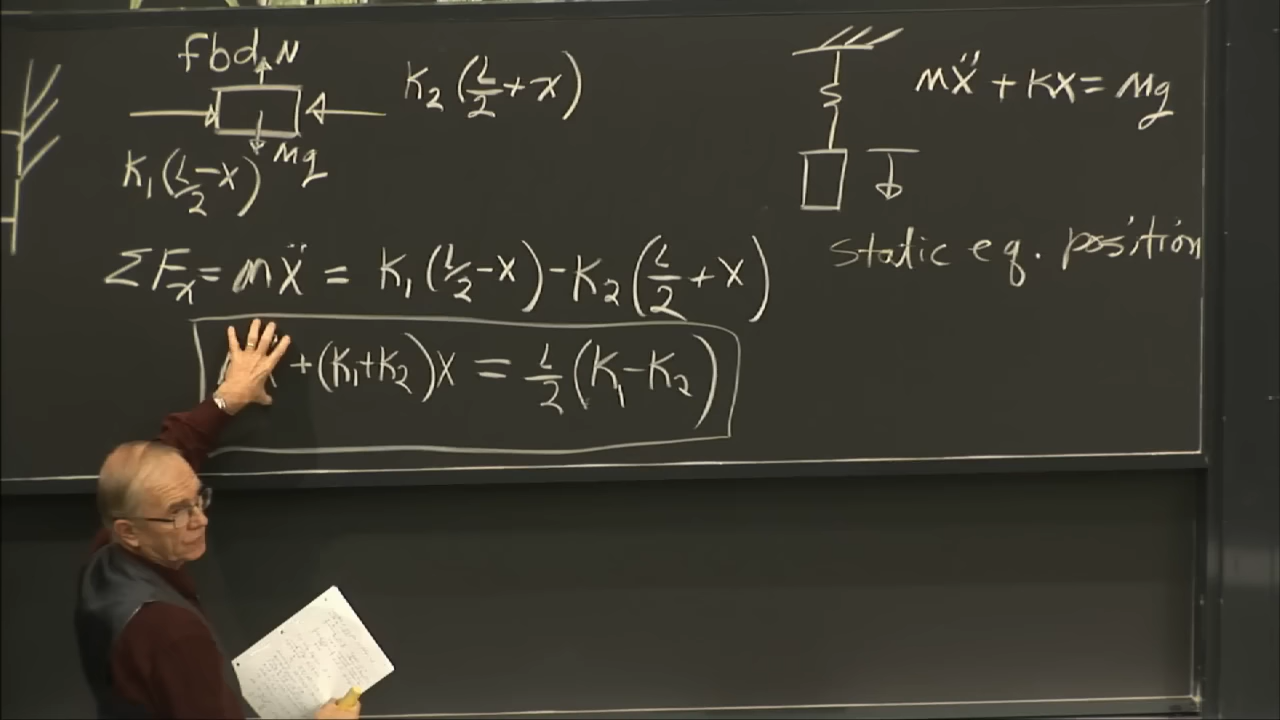 fbd N
K₂(L/2 + x)
K₁(L/2 - x)
Mg
ΣFₓ = mẍ = K₁(L/2 - x) - K₂(L/2 + x)
+ (K₁ + K₂)x = L/2 (K₁ - K₂)
mẍ + Kx = Mg
static eq. position